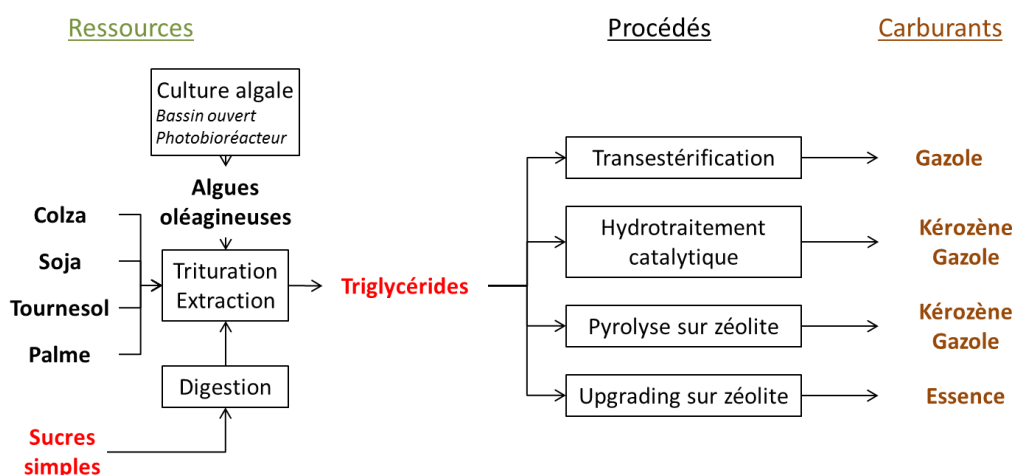 Ressources
Procédés
Carburants
Culture algale
Bassin ouvert
Photobioréacteur
Algues
oléagineuses
Colza
Soja
Tournesol
Palme
Trituration
Extraction
Triglycérides
Digestion
Sucres
simples
Transestérification
Gazole
Hydrotraitement
catalytique
Kérozène
Gazole
Pyrolyse sur zéolite
Kérozène
Gazole
Upgrading sur zéolite
Essence